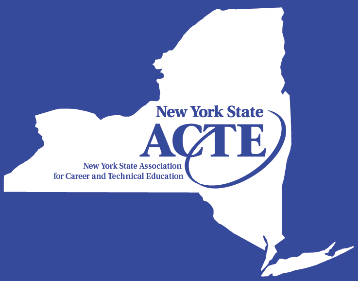 New York State
ACTE
New York State Association
for Career and Technical Education